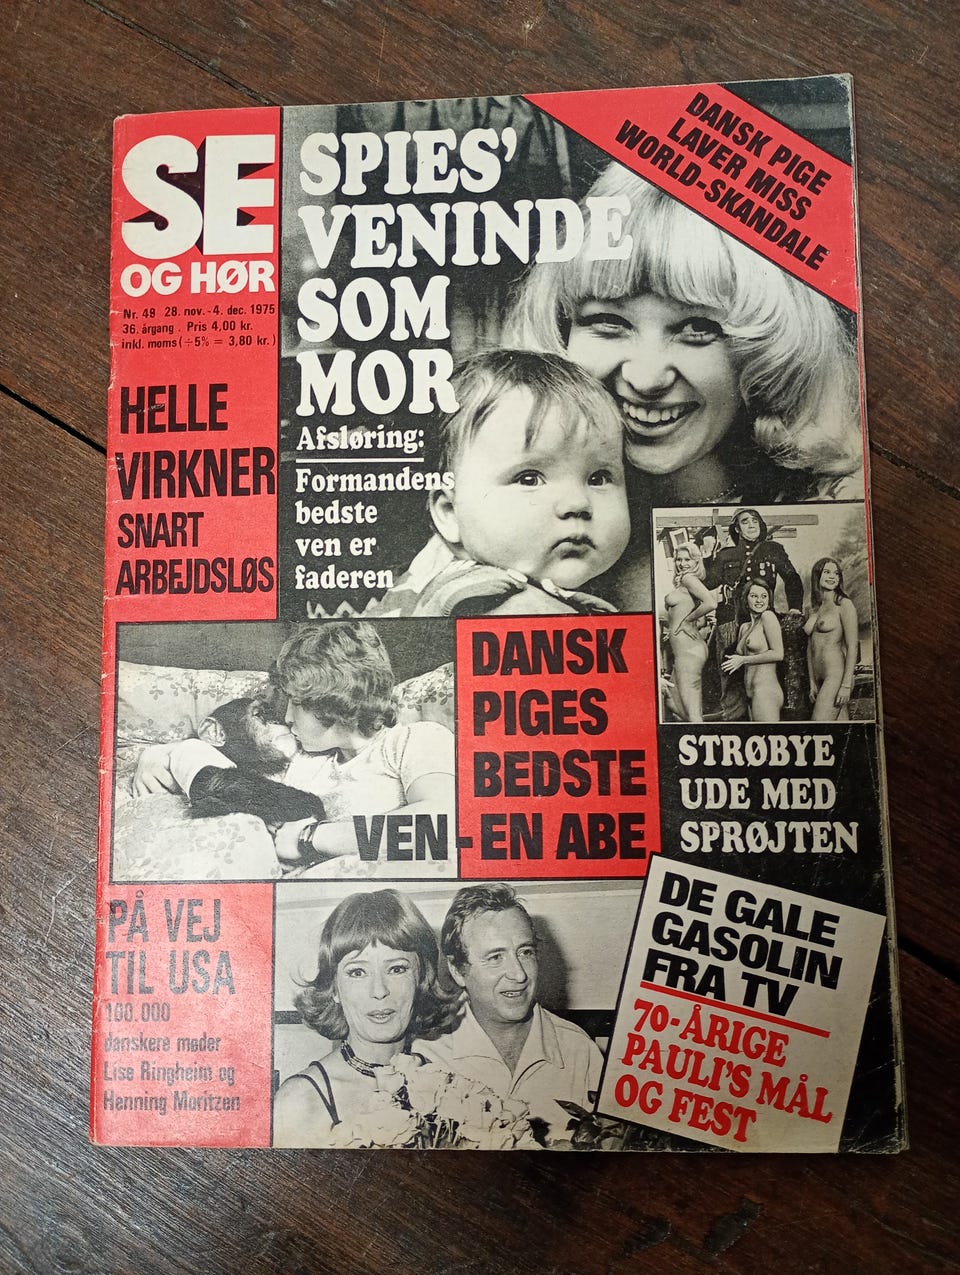 SE
OG HØR
Nr. 49 28. nov.-4. dec. 1975
36. årgang . Pris 4,00 kr.
inkl. moms (÷5% = 3,80 kr.)
HELLE
VIRKNER
SNART
ARBEJDSLØS
SPIES'
VENINDE
SOM
MOR
Afsløring:
Formandens
bedste
ven er
faderen
DANSK PIGE
LAVER MISS
WORLD-SKANDALE
DANSK
PIGES
BEDSTE
VEN-EN ABE
STRØBYE
UDE MED
SPRØJTEN
PÅ VEJ
TIL USA
100.000
danskere møder
Lise Ringheim og
Henning Moritzen
DE GALE
GASOLIN
FRA TV
70-ÅRIGE
PAULI'S MÅL
OG FEST